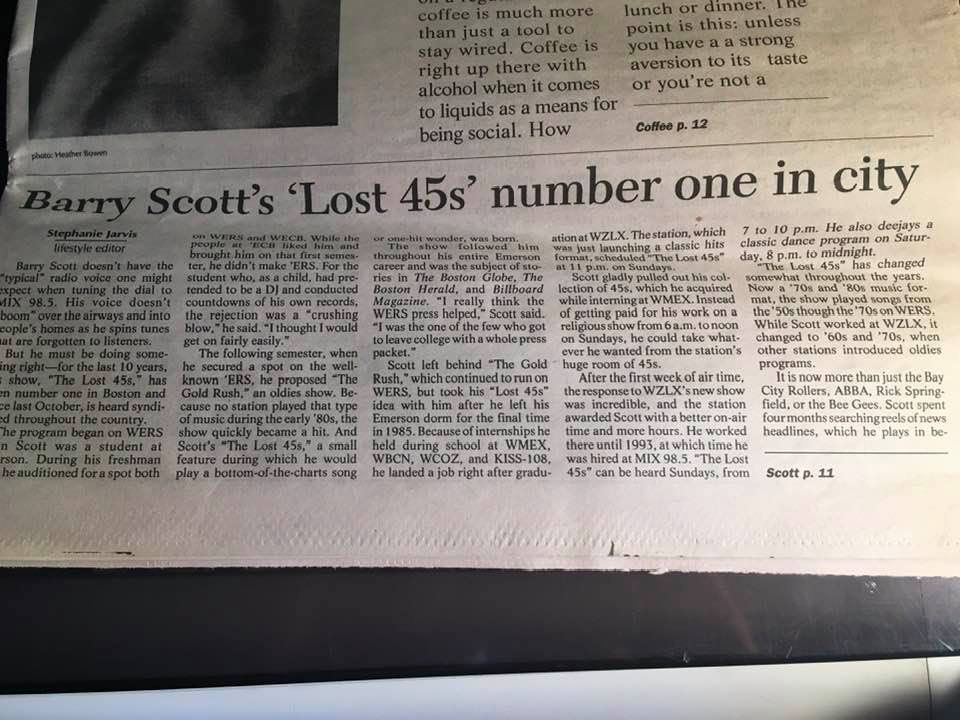 coffee is much more
than just a tool to
stay wired. Coffee is
right up there with
alcohol when it comes
to liquids as a means for
being social. How
lunch or dinner. The
point is this: unless
you have a a strong
aversion to its taste
or you're not a
Coffee p. 12
photo: Heather Bowen
Barry Scott's 'Lost 45s' number one in city
Stephanie Jarvis
lifestyle editor
Barry Scott doesn't have the
"typical" radio voice one might
expect when tuning the dial to
MIX 98.5. His voice doesn't
"boom" over the airways and into
people's homes as he spins tunes
that are forgotten to listeners.
But he must be doing some-
thing right—for the last 10 years,
show, "The Lost 45s," has
number one in Boston and
since last October, is heard syndi-
throughout the country.
The program began on WERS
Scott was a student at
During his freshman
he auditioned for a spot both
on WERS and WECB. While the
people at 'ECB liked him and
brought him on that first semes-
ter, he didn't make 'ERS. For the
student who, as a child, had pre-
tended to be a DJ and conducted
countdowns of his own records,
the rejection was a "crushing
blow," he said. "I thought I would
get on fairly easily."
The following semester, when
he secured a spot on the well-
known 'ERS, he proposed "The
Gold Rush," an oldies show. Be-
cause no station played that type
of music during the early '80s, the
show quickly became a hit. And
Scott's "The Lost 45s," a small
feature during which he would
play a bottom-of-the-charts song
or one-hit wonder, was born.
The show followed him
throughout his entire Emerson
career and was the subject of sto-
ries in The Boston Globe, The
Boston Herald, and Billboard
Magazine. "I really think the
WERS press helped," Scott said.
"I was the one of the few who got
to leave college with a whole press
packet."
Scott left behind "The Gold
Rush," which continued to run on
WERS, but took his "Lost 45s"
idea with him after he left his
Emerson dorm for the final time
in 1985. Because of internships he
held during school at WMEX,
WBCN, WCOZ, and KISS-108,
he landed a job right after gradu-
ation at WZLX. The station, which
was just launching a classic hits
format, scheduled "The Lost 45s"
at 11 p.m. on Sundays.
Scott gladly pulled out his col-
lection of 45s, which he acquired
while interning at WMEX. Instead
of getting paid for his work on a
religious show from 6 a.m. to noon
on Sundays, he could take what-
ever he wanted from the station's
huge room of 45s.
After the first week of air time,
the response to WZLX's new show
was incredible, and the station
awarded Scott with a better on-air
time and more hours. He worked
there until 1993, at which time he
was hired at MIX 98.5. "The Lost
45s" can be heard Sundays, from
7 to 10 p.m. He also deejays a
classic dance program on Satur-
day, 8 p.m. to midnight.
"The Lost 45s" has changed
somewhat throughout the years.
Now a '70s and '80s music for-
mat, the show played songs from
the '50s though the '70s on WERS.
While Scott worked at WZLX, it
changed to '60s and '70s, when
other stations introduced oldies
programs.
It is now more than just the Bay
City Rollers, ABBA, Rick Spring-
field, or the Bee Gees. Scott spent
four months searching reels of news
headlines, which he plays in be-
Scott p. 11